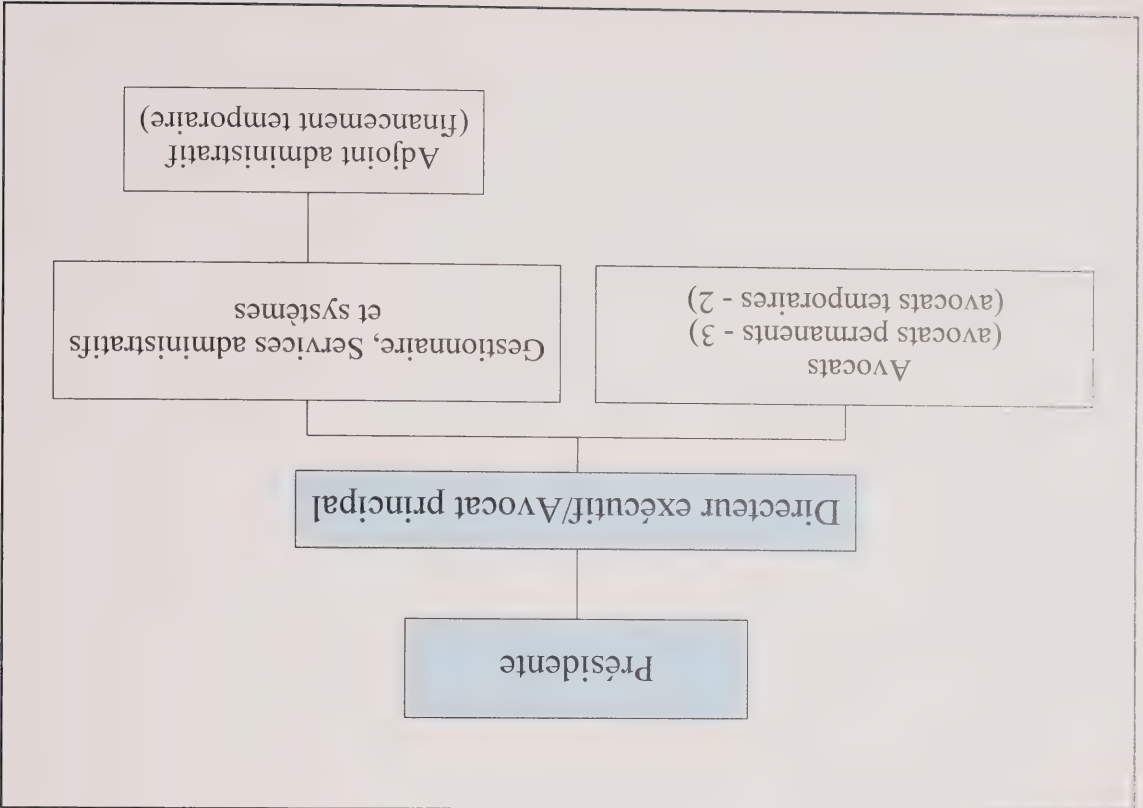 Présidente
Directeur exécutif/Avocat principal
Avocats
(avocats permanents - 3)
(avocats temporaires - 2)
Gestionnaire, Services administratifs
et systèmes
Adjoint administratif
(financement temporaire)